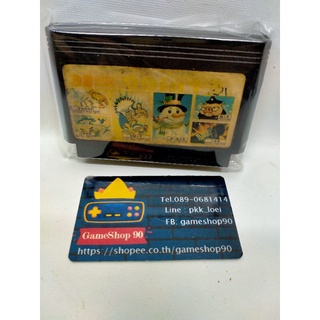 Tel.089-0681414
Line : pkk_loei
FB: gameshop90
GameShop 90
https://shopee.co.th/gameshop90